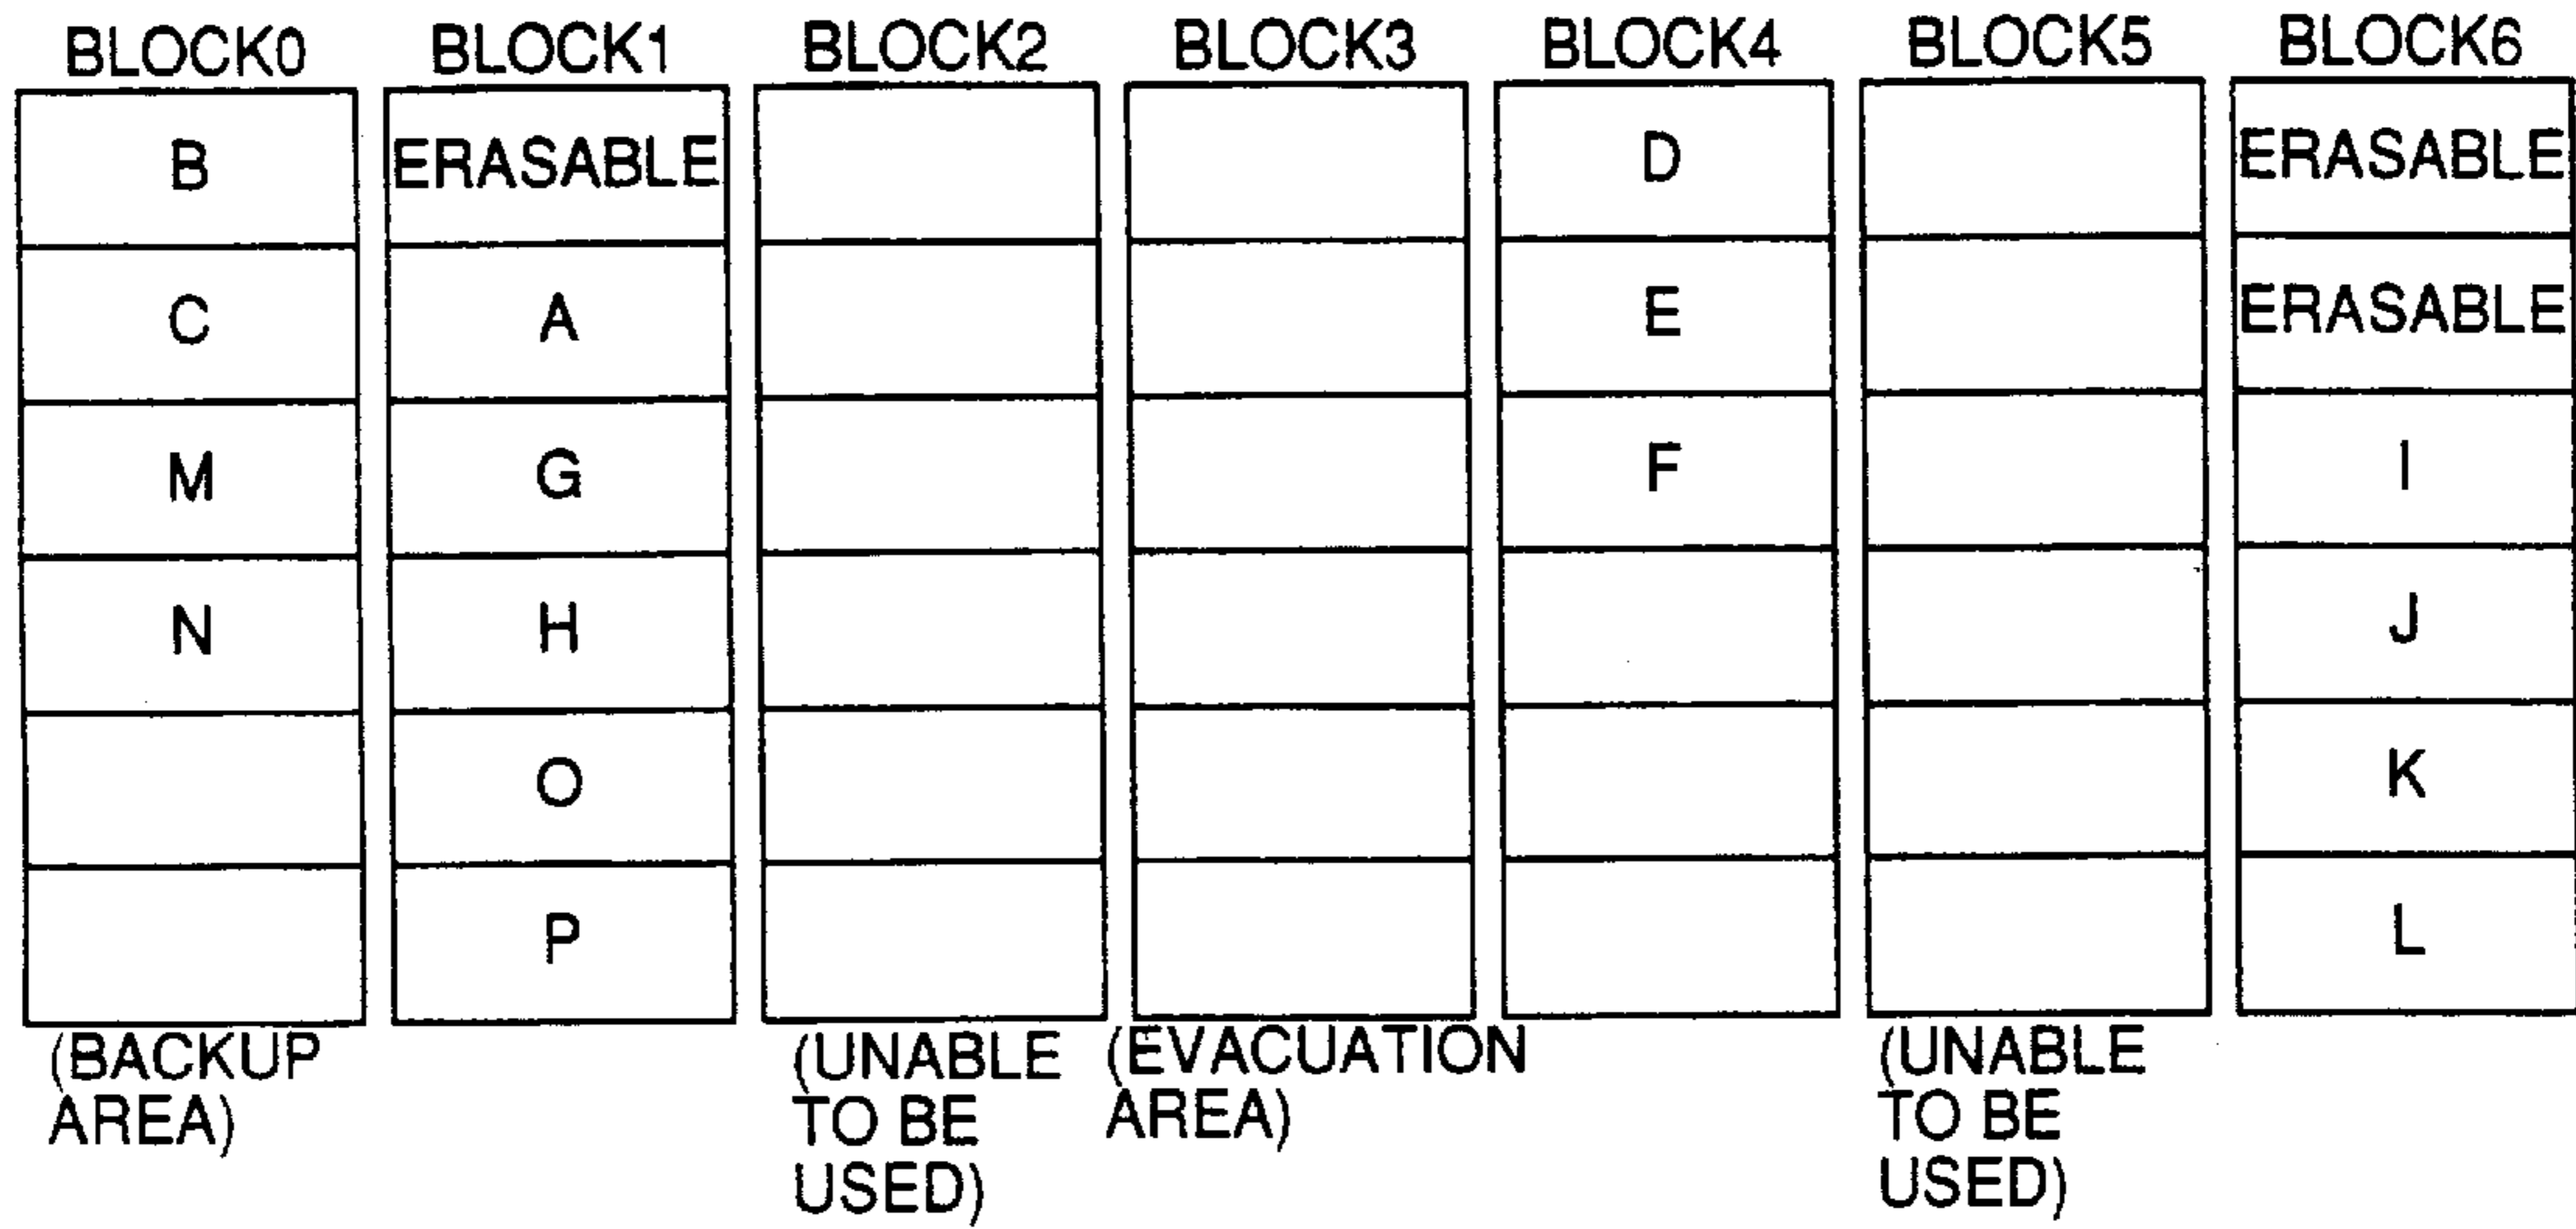 BLOCK0 BLOCK1 BLOCK2 BLOCK3 BLOCK4 BLOCK5 BLOCK6
B ERASABLE D ERASABLE
C A E ERASABLE
M G F I
N H J
O K
P L
(BACKUP (UNABLE (EVACUATION (UNABLE
AREA) TO BE AREA) TO BE
USED) USED)